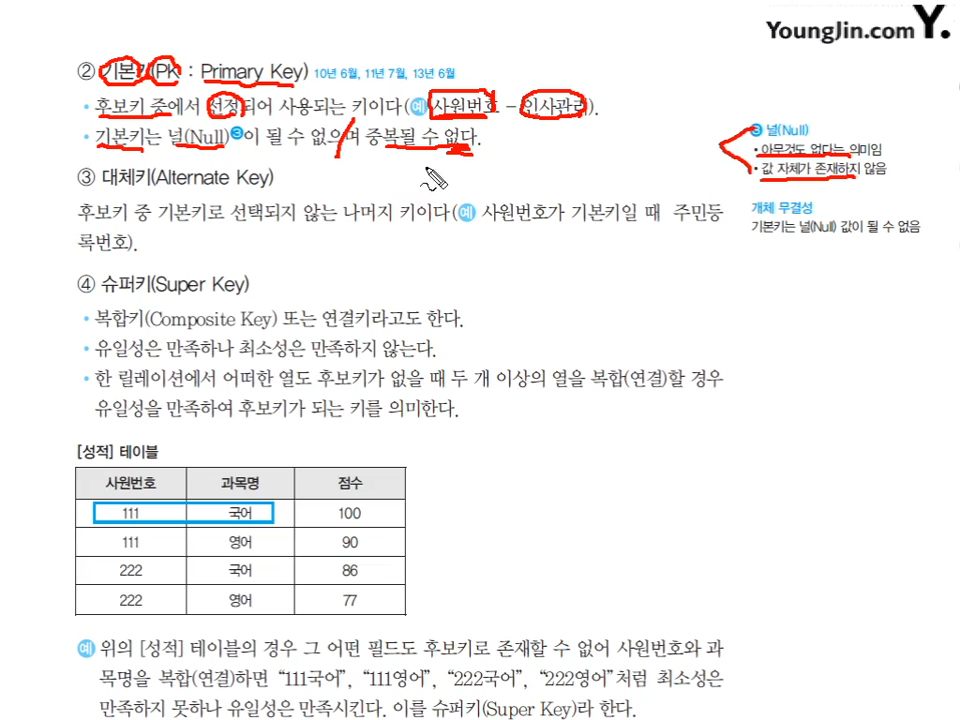 YoungJin.com Y.
② 기본키(PK : Primary Key) 10년 6월, 11년 7월, 13년 6월
• 후보키 중에서 선정되어 사용되는 키이다(예 사원번호 – 인사관리).
• 기본키는 널(Null)❸이 될 수 없으며 중복될 수 없다.
❸ 널(Null)
• 아무것도 없다는 의미임
• 값 자체가 존재하지 않음
③ 대체키(Alternate Key)
후보키 중 기본키로 선택되지 않는 나머지 키이다(예 사원번호가 기본키일 때 주민등
록번호).
개체 무결성
기본키는 널(Null) 값이 될 수 없음
④ 슈퍼키(Super Key)
• 복합키(Composite Key) 또는 연결키라고도 한다.
• 유일성은 만족하나 최소성은 만족하지 않는다.
• 한 릴레이션에서 어떠한 열도 후보키가 없을 때 두 개 이상의 열을 복합(연결)할 경우
유일성을 만족하여 후보키가 되는 키를 의미한다.
[성적] 테이블
사원번호 과목명 점수
111 국어 100
111 영어 90
222 국어 86
222 영어 77
예 위의 [성적] 테이블의 경우 그 어떤 필드도 후보키로 존재할 수 없어 사원번호와 과
목명을 복합(연결)하면 “111국어”, “111영어”, “222국어”, “222영어”처럼 최소성은
만족하지 못하나 유일성은 만족시킨다. 이를 슈퍼키(Super Key)라 한다.